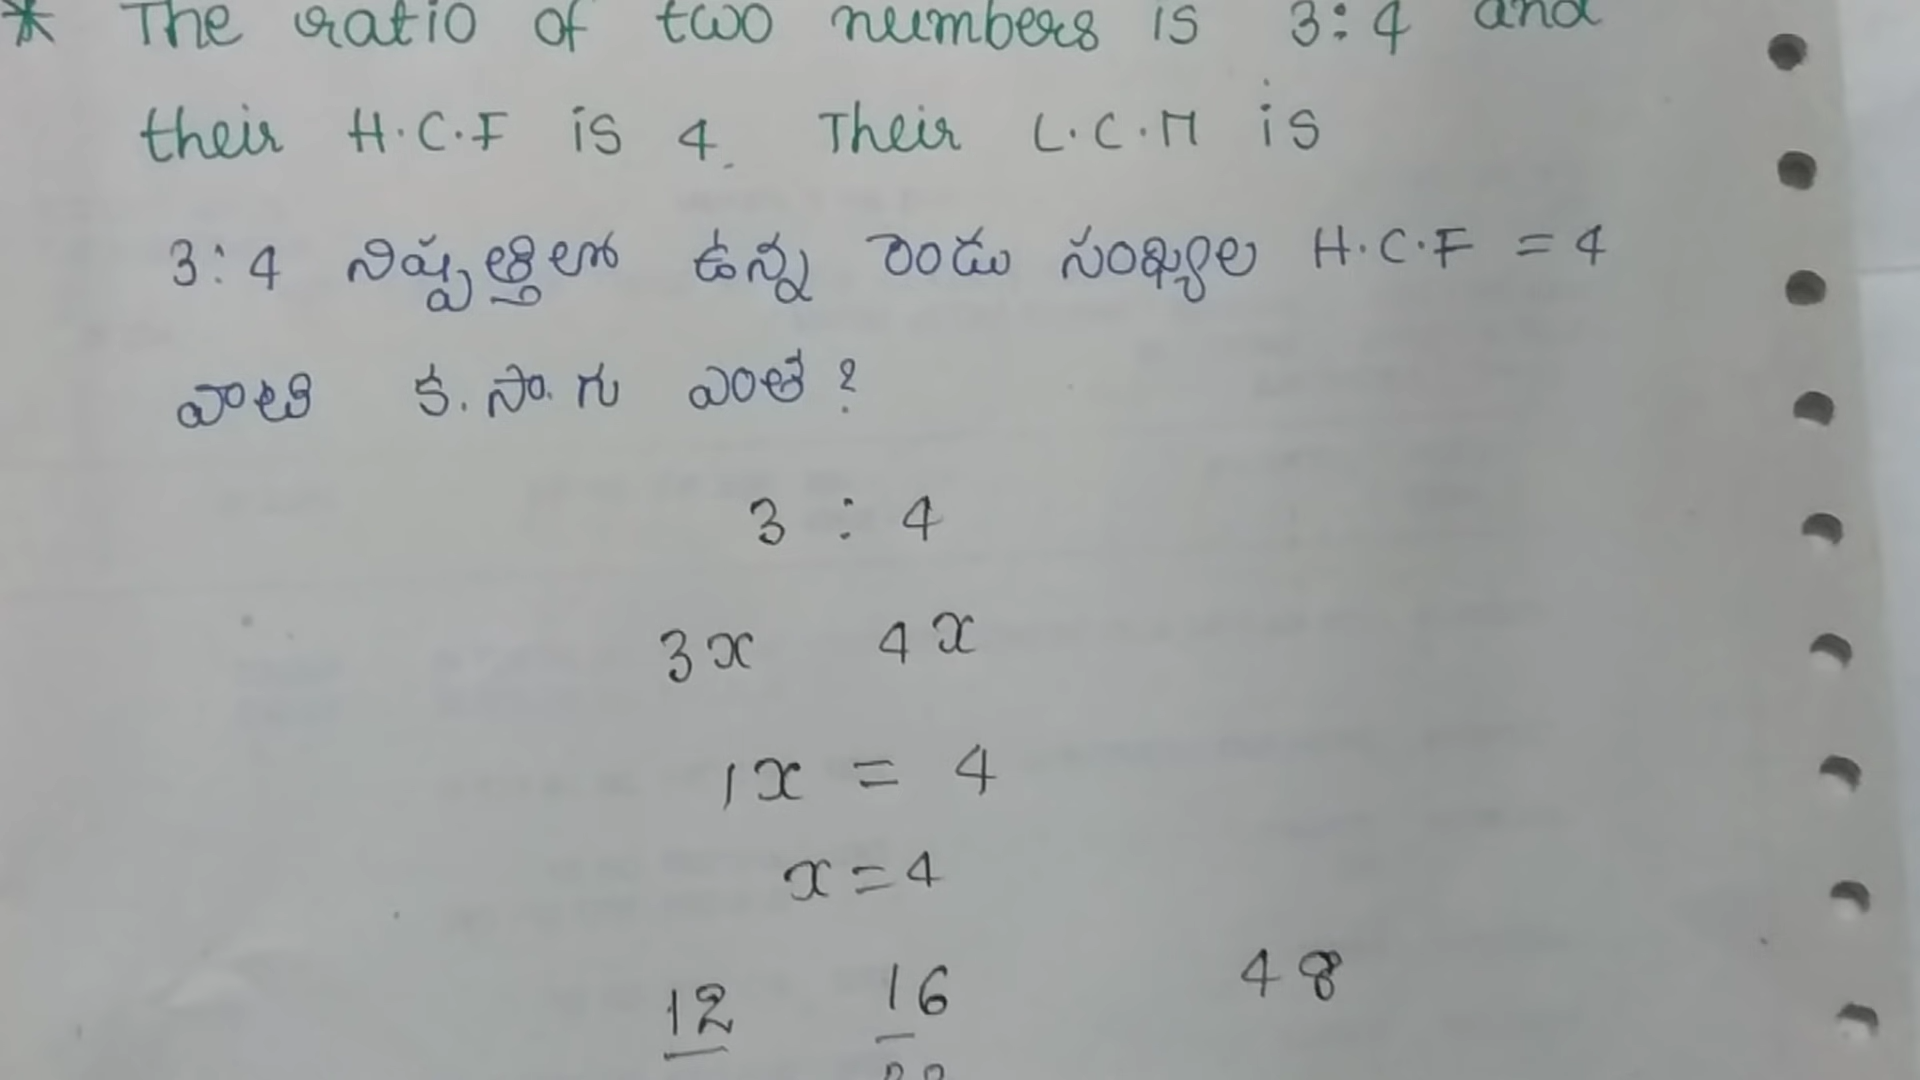 * The ratio of two numbers is 3:4 and
their H.C.F is 4. Their L.C.M is
3:4 నిష్పత్తిలో ఉన్న రెండు సంఖ్యల H.C.F = 4
వాటి క.సా.గు ఎంత?
3 : 4
3x 4x
1x = 4
x = 4
12 16 48